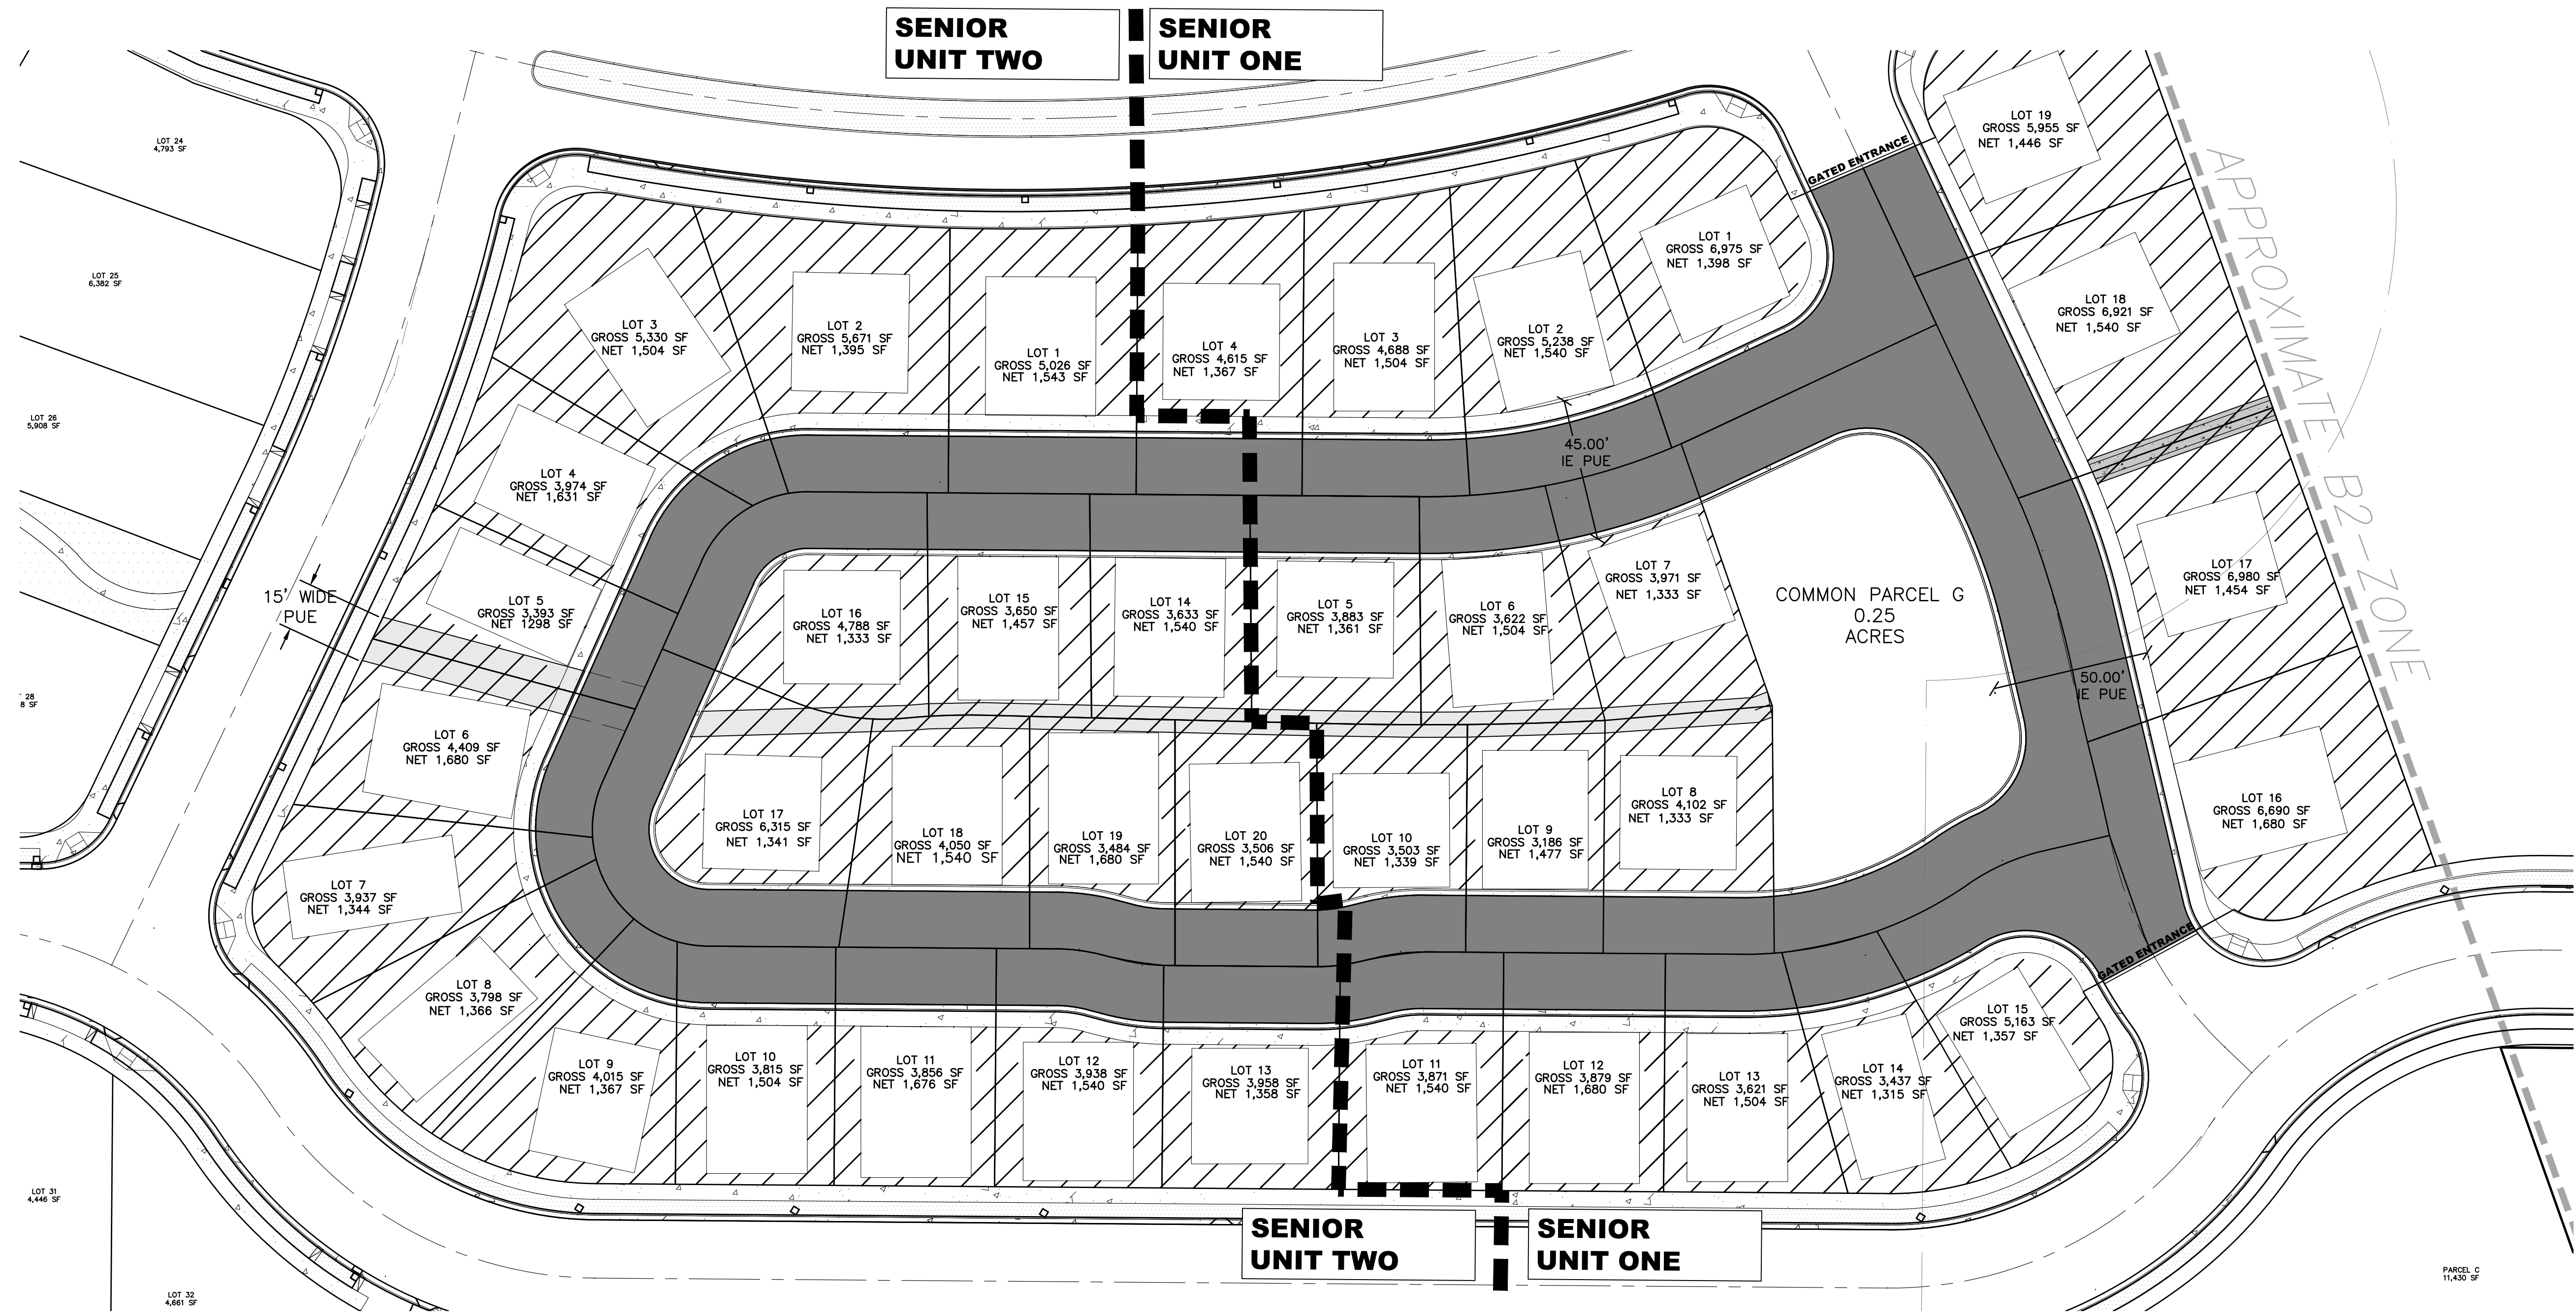 SENIOR
UNIT TWO
SENIOR
UNIT ONE
LOT 24
4,793 SF
LOT 25
6,382 SF
LOT 26
5,908 SF
28
8 SF
LOT 31
4,446 SF
LOT 32
4,661 SF
15' WIDE
PUE
LOT 3
GROSS 5,330 SF
NET 1,504 SF
LOT 2
GROSS 5,671 SF
NET 1,395 SF
LOT 1
GROSS 5,026 SF
NET 1,543 SF
LOT 4
GROSS 4,615 SF
NET 1,367 SF
LOT 3
GROSS 4,688 SF
NET 1,504 SF
LOT 2
GROSS 5,238 SF
NET 1,540 SF
LOT 1
GROSS 6,975 SF
NET 1,398 SF
GATED ENTRANCE
LOT 19
GROSS 5,955 SF
NET 1,446 SF
LOT 18
GROSS 6,921 SF
NET 1,540 SF
APPROXIMATE B2-ZONE
LOT 4
GROSS 3,974 SF
NET 1,631 SF
45.00'
IE PUE
LOT 5
GROSS 3,393 SF
NET 1298 SF
LOT 16
GROSS 4,788 SF
NET 1,333 SF
LOT 15
GROSS 3,650 SF
NET 1,457 SF
LOT 14
GROSS 3,633 SF
NET 1,540 SF
LOT 5
GROSS 3,883 SF
NET 1,361 SF
LOT 6
GROSS 3,622 SF
NET 1,504 SF
LOT 7
GROSS 3,971 SF
NET 1,333 SF
COMMON PARCEL G
0.25
ACRES
LOT 17
GROSS 6,980 SF
NET 1,454 SF
50.00'
IE PUE
LOT 6
GROSS 4,409 SF
NET 1,680 SF
LOT 17
GROSS 6,315 SF
NET 1,341 SF
LOT 18
GROSS 4,050 SF
NET 1,540 SF
LOT 19
GROSS 3,484 SF
NET 1,680 SF
LOT 20
GROSS 3,506 SF
NET 1,540 SF
LOT 10
GROSS 3,503 SF
NET 1,339 SF
LOT 9
GROSS 3,186 SF
NET 1,477 SF
LOT 8
GROSS 4,102 SF
NET 1,333 SF
LOT 16
GROSS 6,690 SF
NET 1,680 SF
LOT 7
GROSS 3,937 SF
NET 1,344 SF
GATED ENTRANCE
LOT 8
GROSS 3,798 SF
NET 1,366 SF
LOT 9
GROSS 4,015 SF
NET 1,367 SF
LOT 10
GROSS 3,815 SF
NET 1,504 SF
LOT 11
GROSS 3,856 SF
NET 1,676 SF
LOT 12
GROSS 3,938 SF
NET 1,540 SF
LOT 13
GROSS 3,958 SF
NET 1,358 SF
LOT 11
GROSS 3,871 SF
NET 1,540 SF
LOT 12
GROSS 3,879 SF
NET 1,680 SF
LOT 13
GROSS 3,621 SF
NET 1,504 SF
LOT 14
GROSS 3,437 SF
NET 1,315 SF
LOT 15
GROSS 5,163 SF
NET 1,357 SF
SENIOR
UNIT TWO
SENIOR
UNIT ONE
PARCEL C
11,430 SF